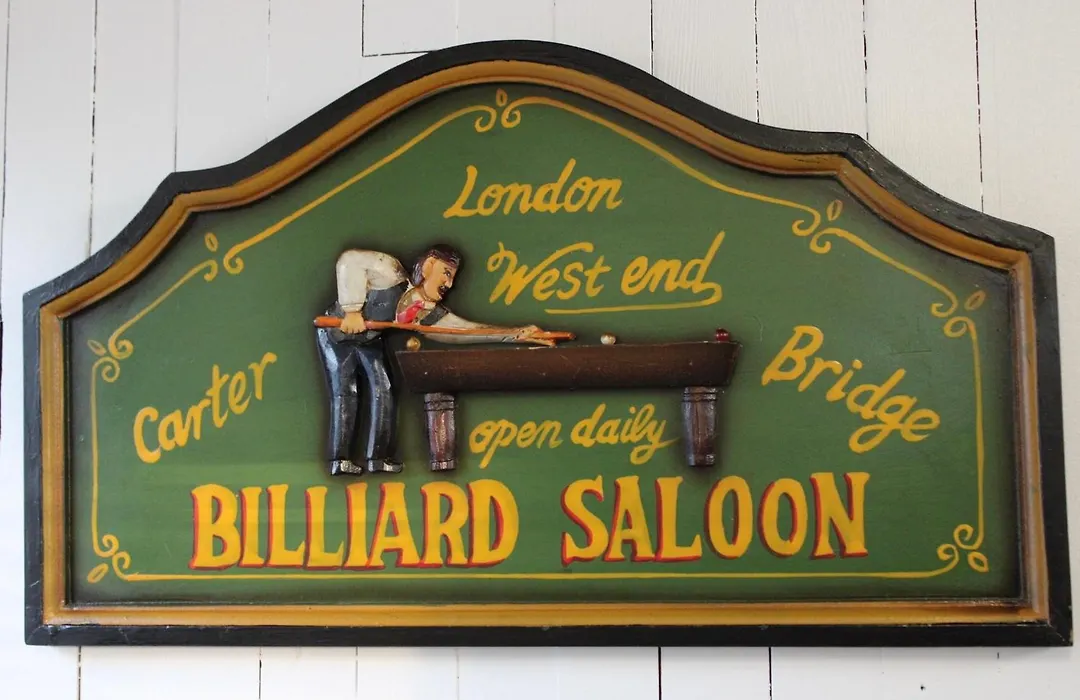 London
West end
Carter
Bridge
open daily
BILLIARD SALOON